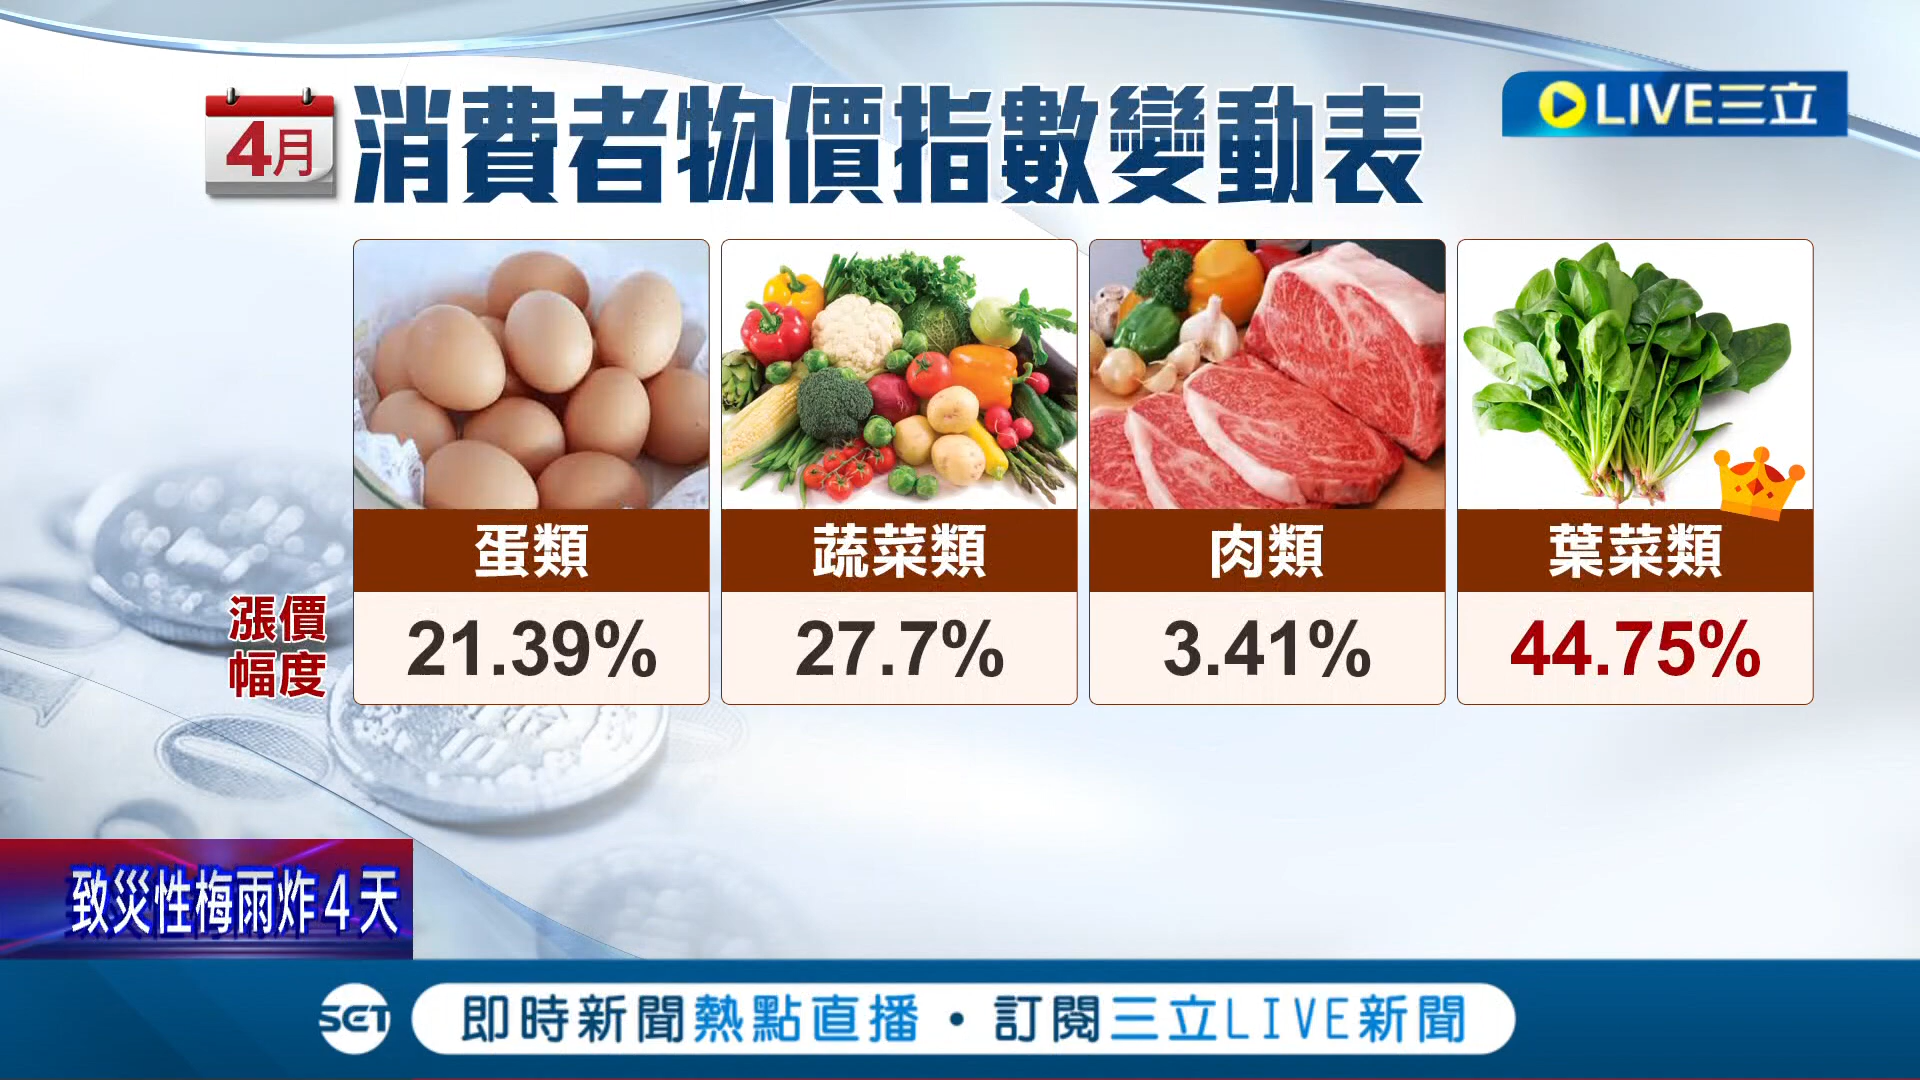 4月
消費者物價指數變動表
LIVE三立
蛋類
蔬菜類
肉類
葉菜類
漲價
幅度
21.39%
27.7%
3.41%
44.75%
致災性梅雨炸4天
SET
即時新聞熱點直播・訂閱三立LIVE新聞